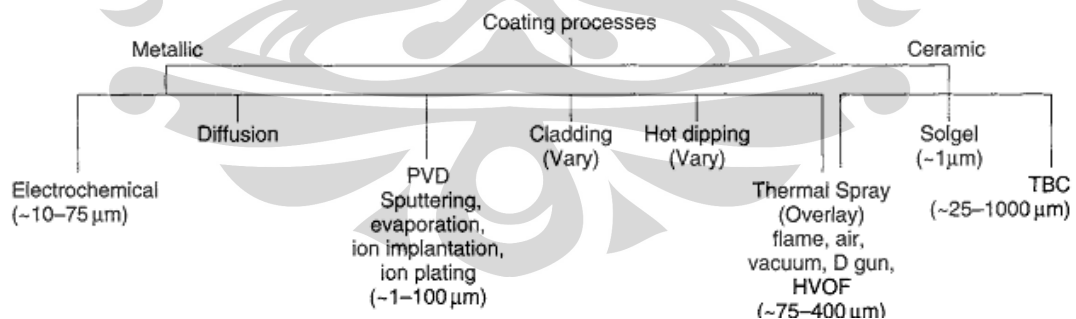 Coating processes
Metallic
Ceramic
Diffusion
Cladding
(Vary)
Hot dipping
(Vary)
Solgel
(~1μm)
Electrochemical
(~10–75 μm)
PVD
Sputtering,
evaporation,
ion implantation,
ion plating
(~1–100 μm)
Thermal Spray
(Overlay)
flame, air,
vacuum, D gun,
HVOF
(~75–400 μm)
TBC
(~25–1000 μm)